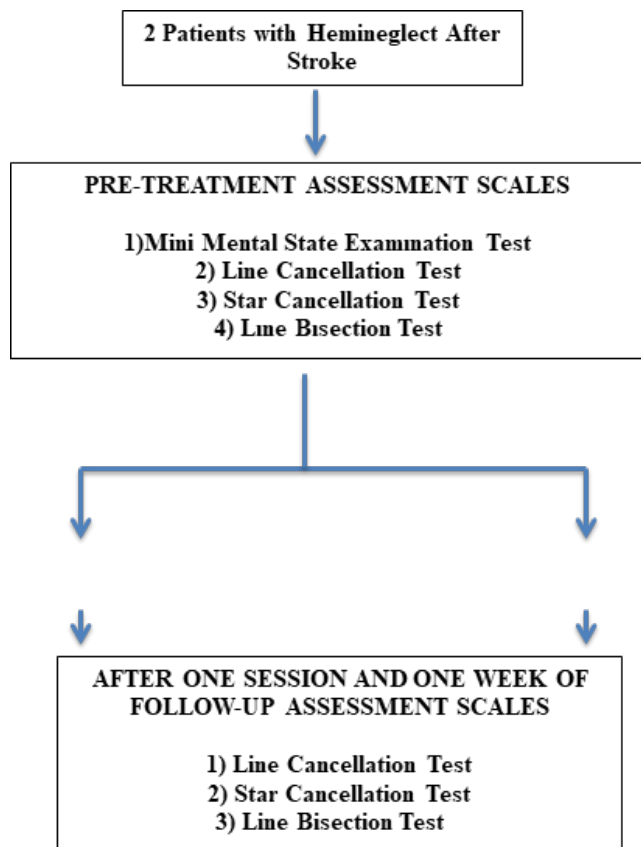 2 Patients with Hemineglect After
Stroke
PRE-TREATMENT ASSESSMENT SCALES
1)Mini Mental State Examınation Test
2) Line Cancellation Test
3) Star Cancellation Test
4) Lıne Bısection Test
AFTER ONE SESSION AND ONE WEEK OF
FOLLOW-UP ASSESSMENT SCALES
1) Line Cancellation Test
2) Star Cancellation Test
3) Line Bisection Test